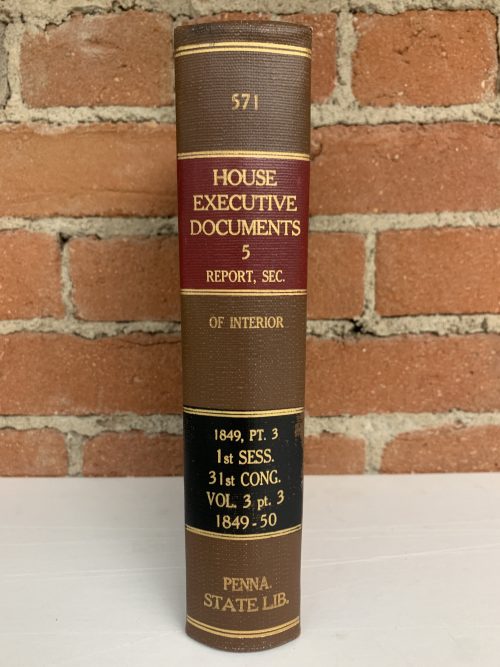 571
HOUSE
EXECUTIVE
DOCUMENTS
5
REPORT, SEC.
OF INTERIOR
1849, PT. 3
1st SESS.
31st CONG.
VOL. 3 pt. 3
1849-50
PENNA.
STATE LIB.